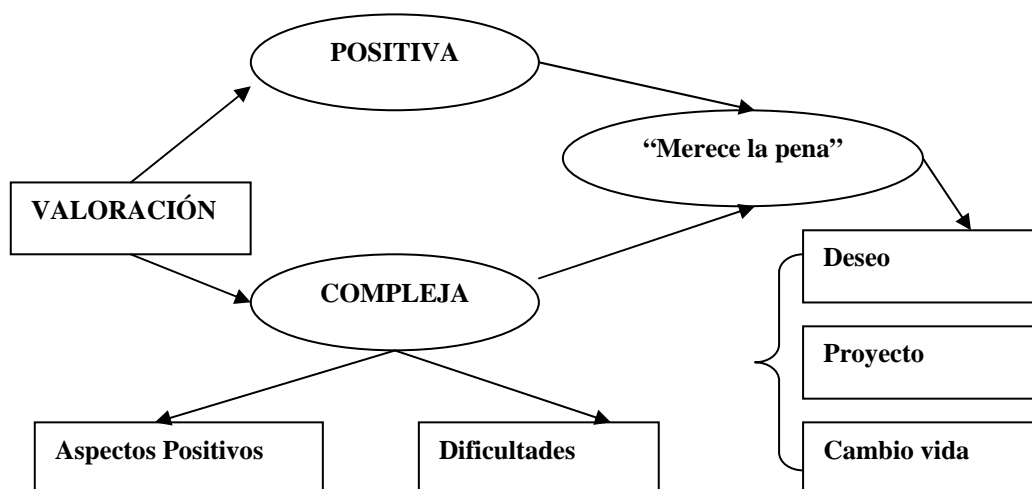 POSITIVA
“Merece la pena”
VALORACIÓN
Deseo
COMPLEJA
Proyecto
Aspectos Positivos
Dificultades
Cambio vida